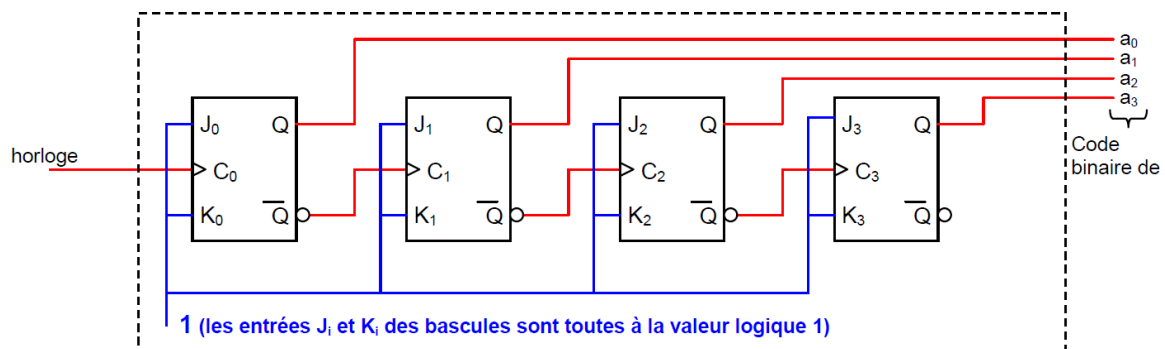 a₀
a₁
a₂
a₃
J₀ Q J₁ Q J₂ Q J₃ Q
horloge
C₀ C₁ C₂ C₃
Code
binaire de
K₀ Q̅ K₁ Q̅ K₂ Q̅ K₃ Q̅
1 (les entrées Jᵢ et Kᵢ des bascules sont toutes à la valeur logique 1)